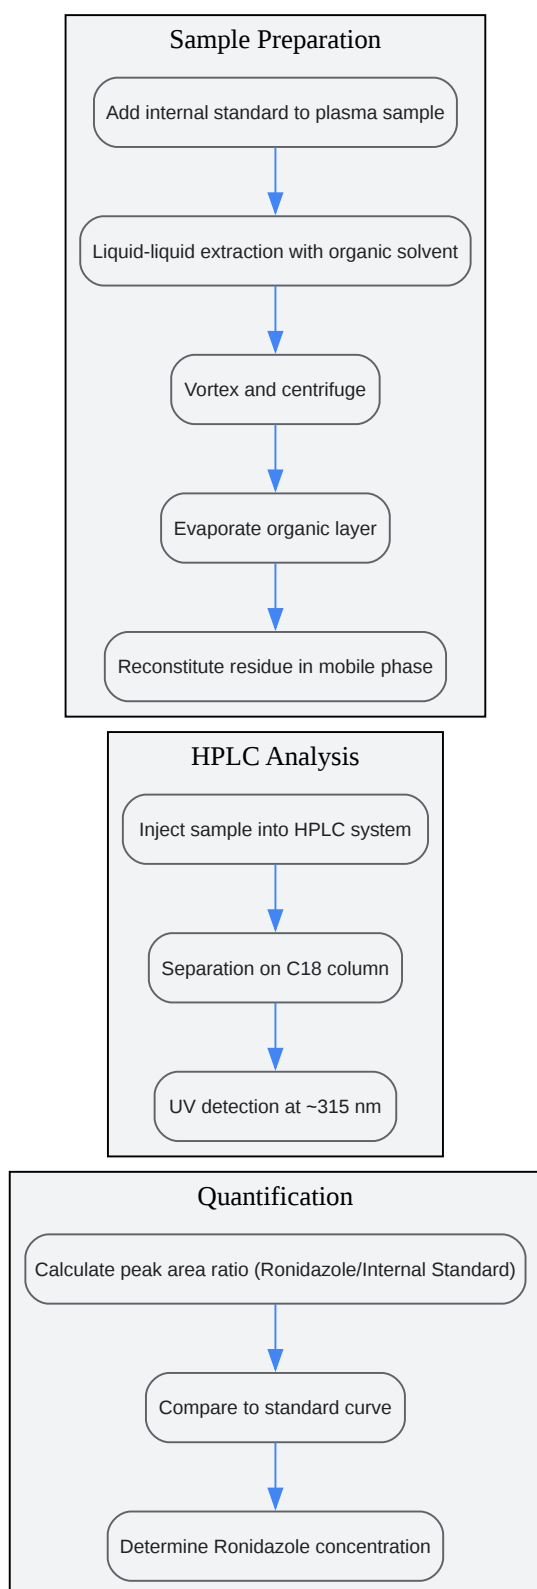 Sample Preparation
Add internal standard to plasma sample
Liquid-liquid extraction with organic solvent
Vortex and centrifuge
Evaporate organic layer
Reconstitute residue in mobile phase
HPLC Analysis
Inject sample into HPLC system
Separation on C18 column
UV detection at ~315 nm
Quantification
Calculate peak area ratio (Ronidazole/Internal Standard)
Compare to standard curve
Determine Ronidazole concentration